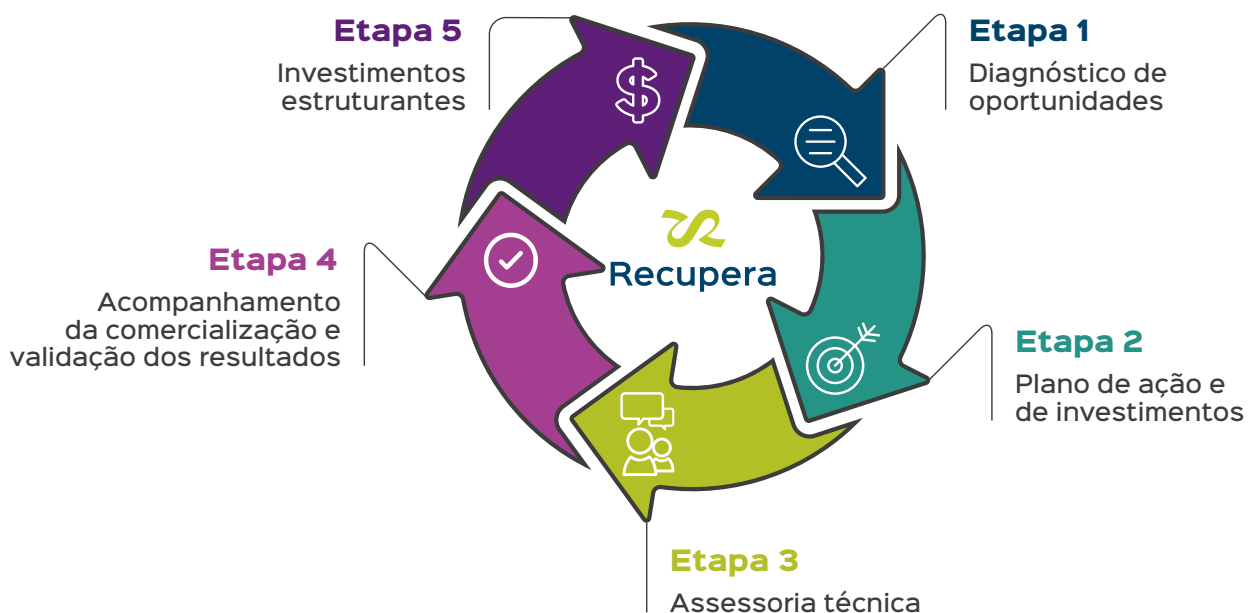 Etapa 1
Diagnóstico de
oportunidades
Etapa 2
Plano de ação e
de investimentos
Etapa 3
Assessoria técnica
Etapa 4
Acompanhamento
da comercialização e
validação dos resultados
Etapa 5
Investimentos
estruturantes
Recupera